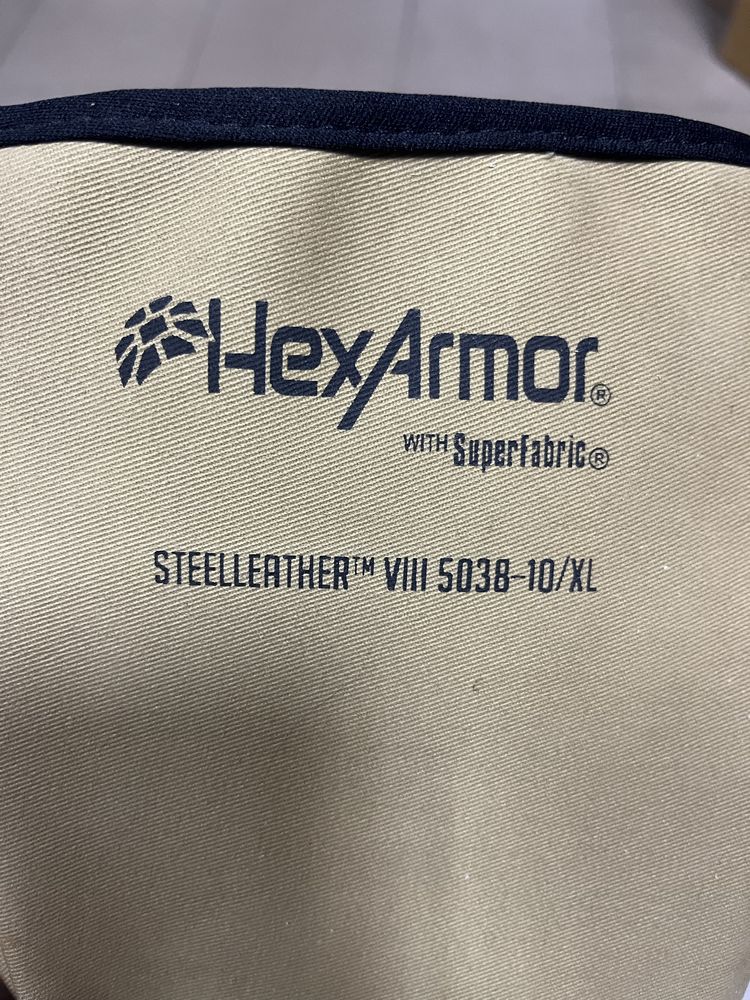 HexArmor®
WITH SuperFabric®
STEELLEATHER™ VIII 5038-10/XL